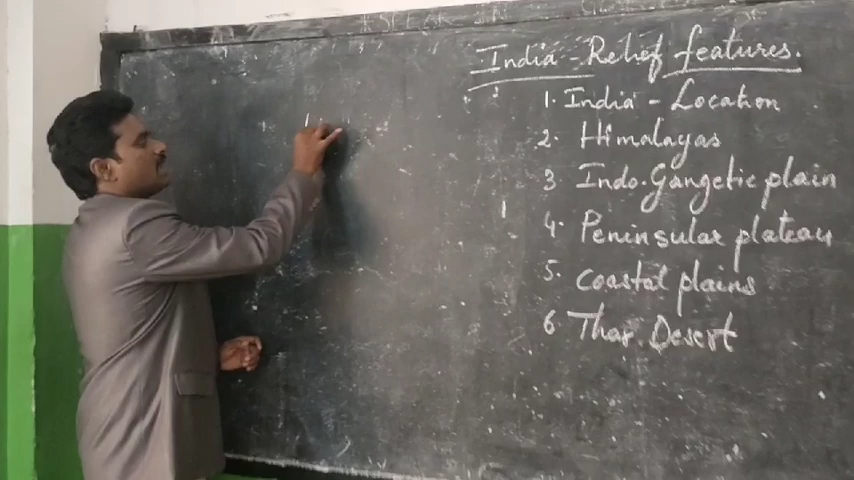 India - Relief features.
1. India - Location
2. Himalayas
3 Indo. Gangetic plain
4. Peninsular plateau
5. Coastal plains
6 Thar Desert